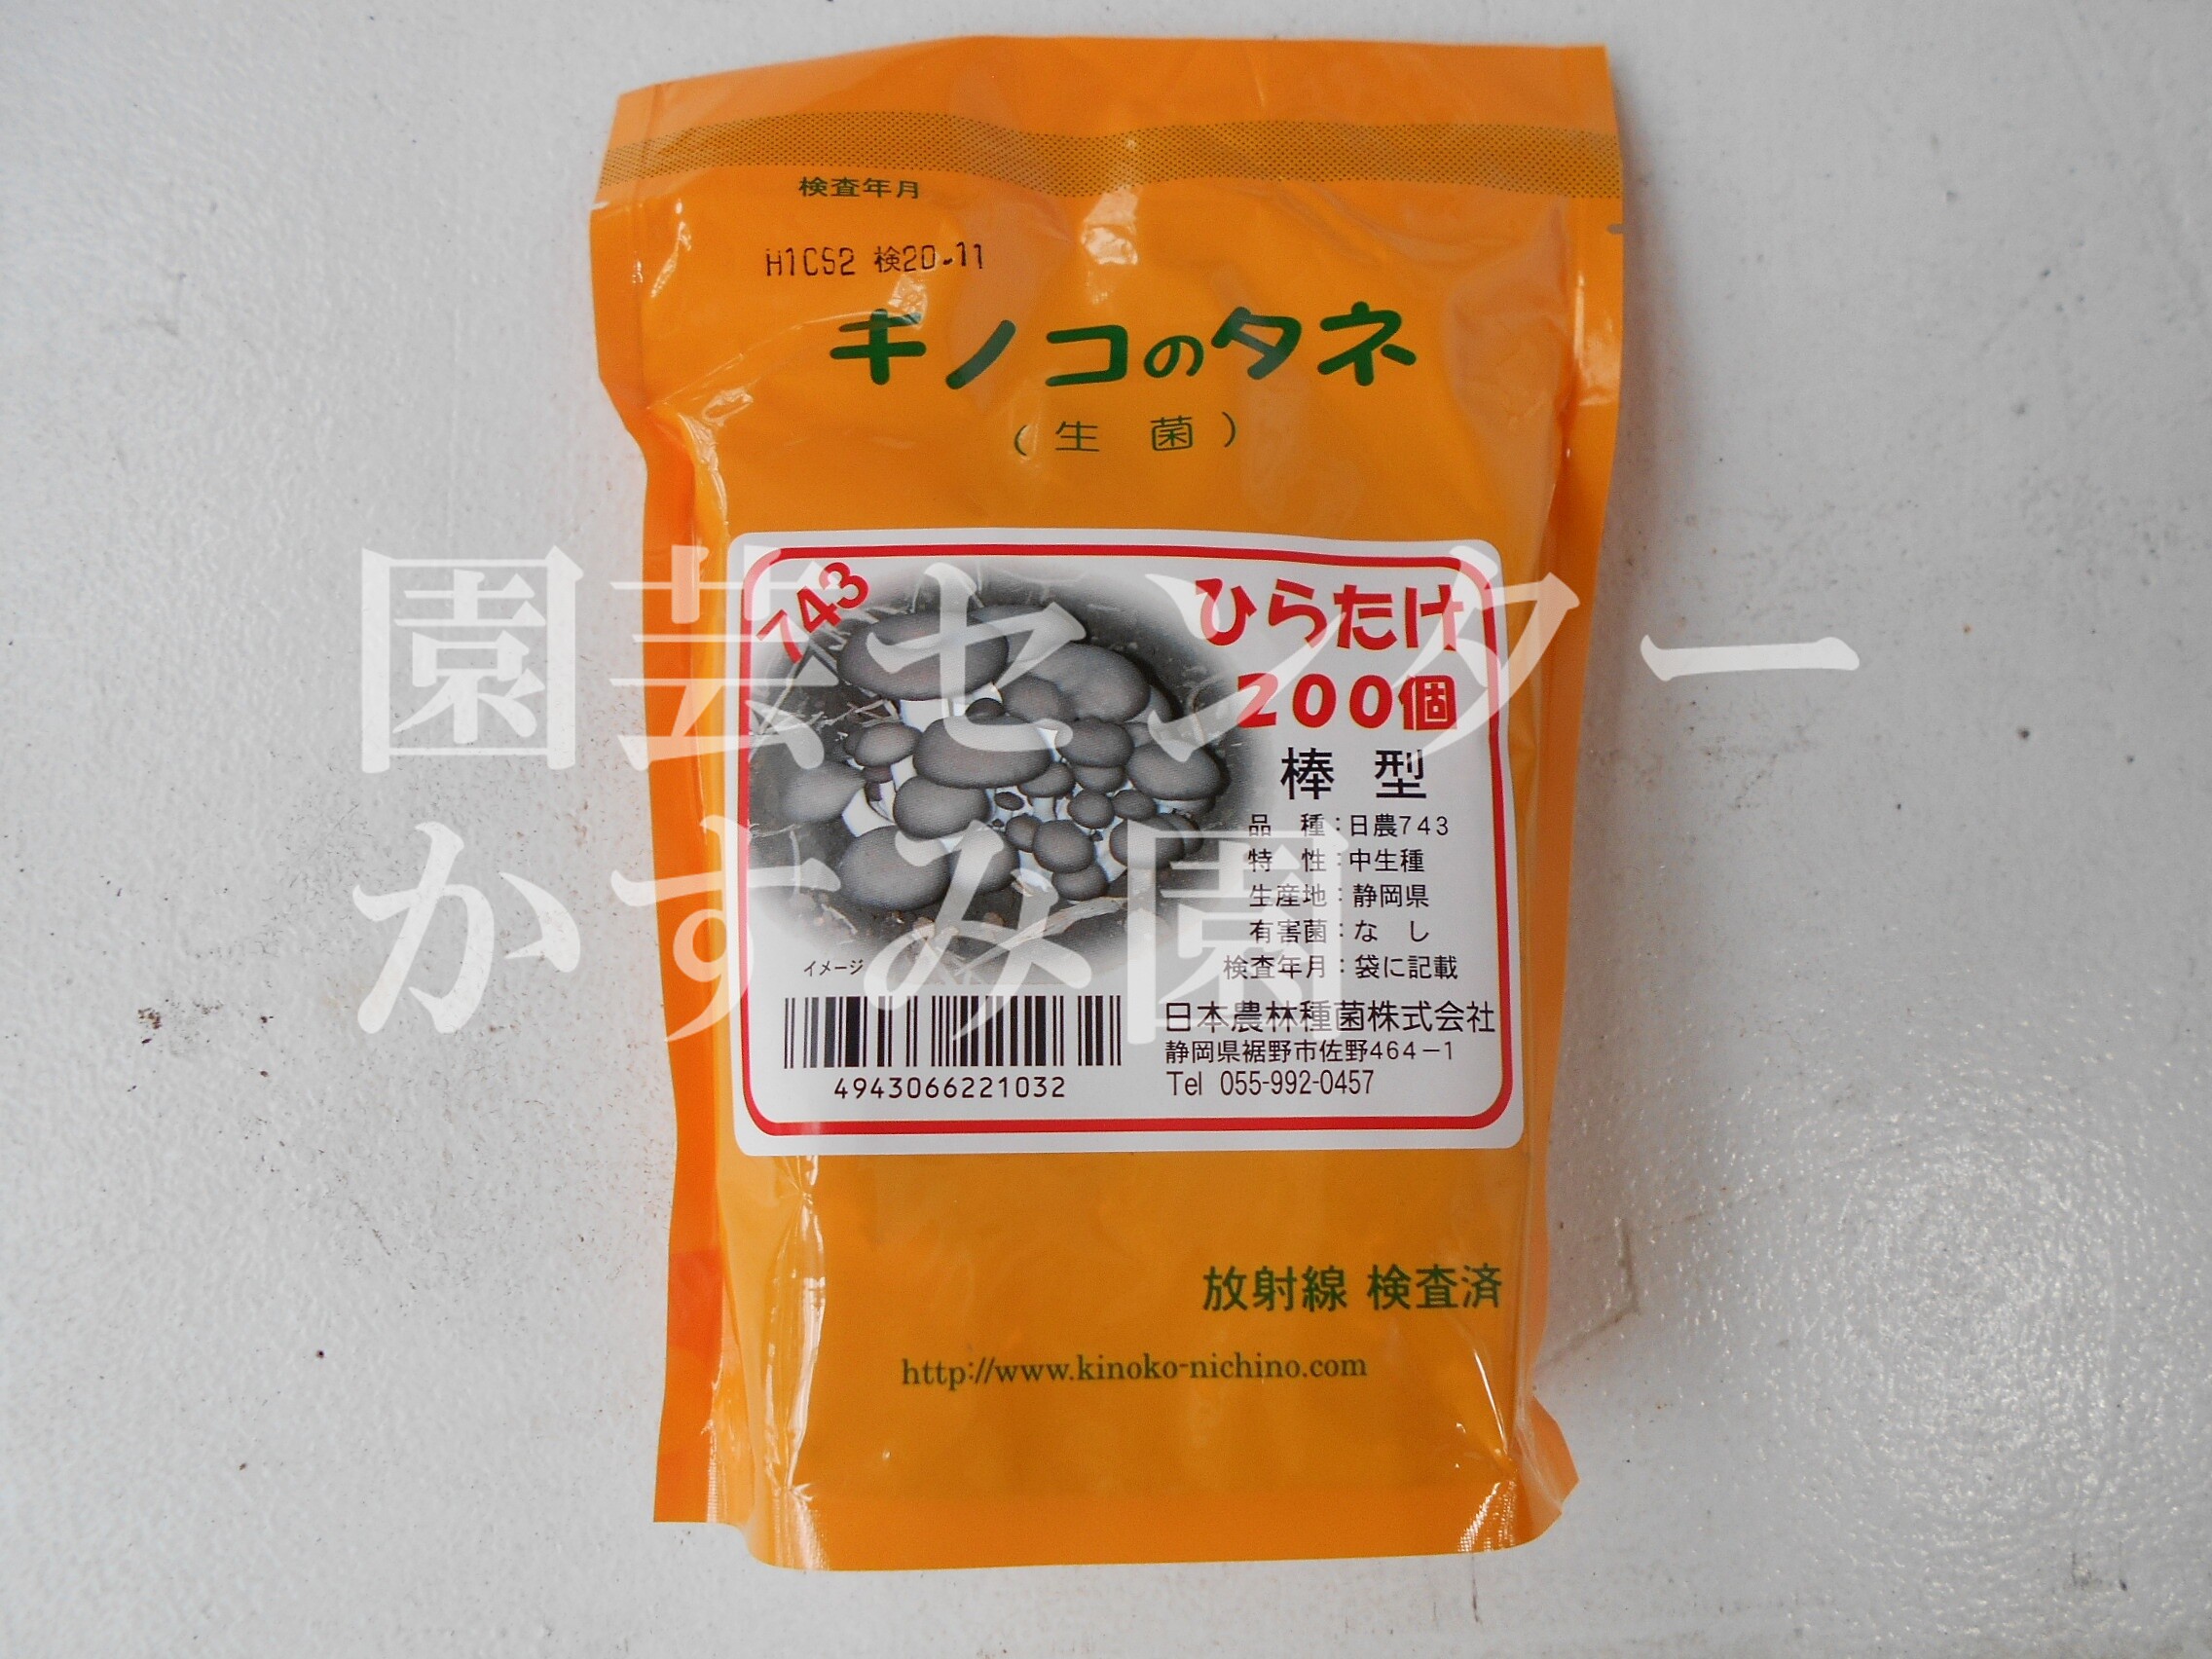 検査年月
H1CS2 検20.11
キノコのタネ
(生 菌)
743
ひらたけ
200個
棒 型
品 種:日農743
特 性:中生種
生産地:静岡県
有害菌:な し
検査年月:袋に記載
イメージ
日本農林種菌株式会社
静岡県裾野市佐野464-1
Tel 055-992-0457
4943066221032
放射線 検査済
http://www.kinoko-nichino.com
園芸センター
かすみ園